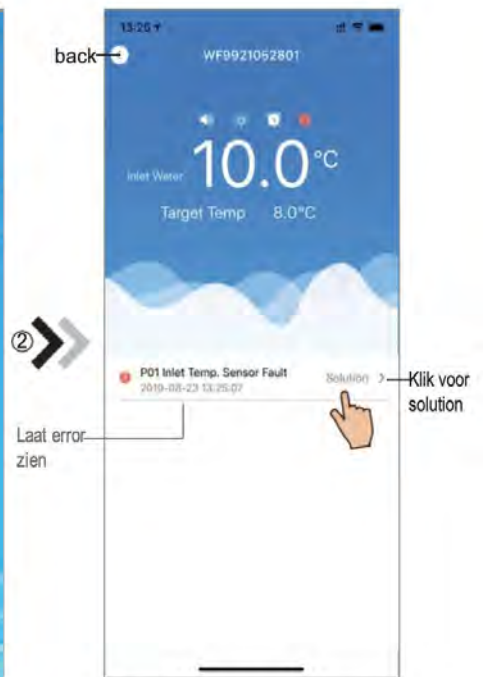 13:26
back
WF9921062801
Inlet Water 10.0 °C
Target Temp 8.0°C
②
P01 Inlet Temp. Sensor Fault
2019-08-23 13:25:07
Solution >
Klik voor
solution
Laat error
zien